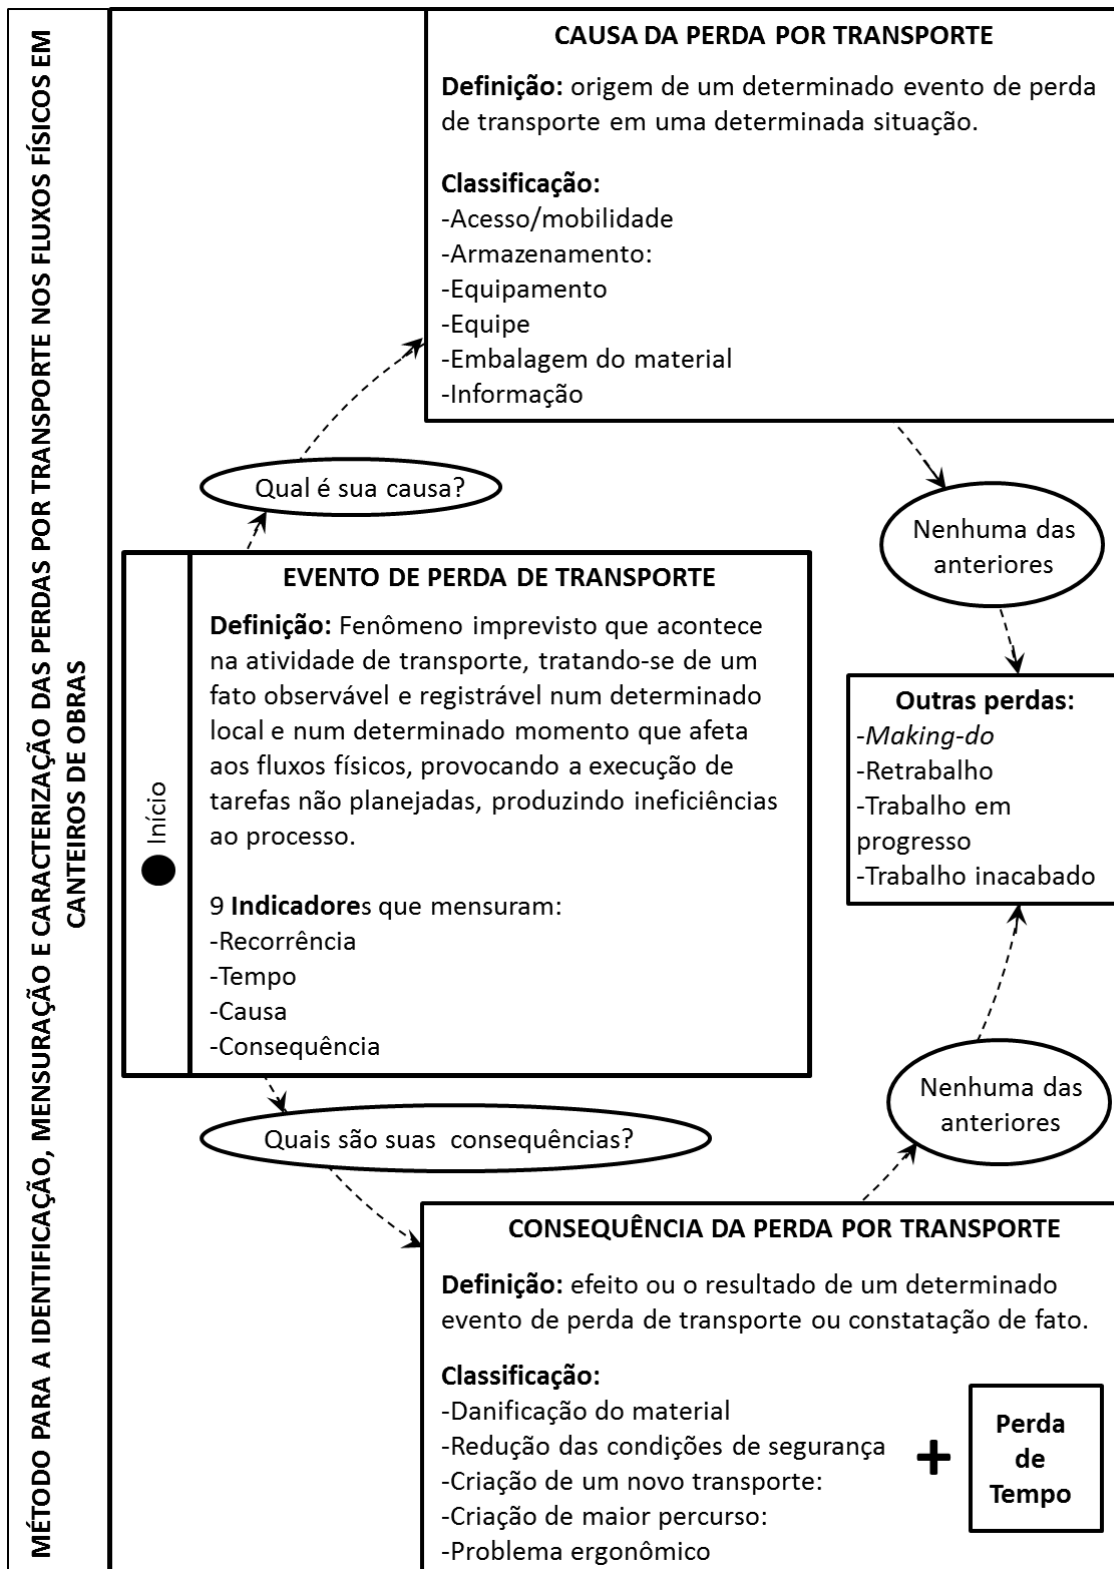 MÉTODO PARA A IDENTIFICAÇÃO, MENSURAÇÃO E CARACTERIZAÇÃO DAS PERDAS POR TRANSPORTE NOS FLUXOS FÍSICOS EM
CANTEIROS DE OBRAS
CAUSA DA PERDA POR TRANSPORTE
Definição: origem de um determinado evento de perda
de transporte em uma determinada situação.
Classificação:
-Acesso/mobilidade
-Armazenamento:
-Equipamento
-Equipe
-Embalagem do material
-Informação
Qual é sua causa?
Nenhuma das
anteriores
Início
EVENTO DE PERDA DE TRANSPORTE
Definição: Fenômeno imprevisto que acontece
na atividade de transporte, tratando-se de um
fato observável e registrável num determinado
local e num determinado momento que afeta
aos fluxos físicos, provocando a execução de
tarefas não planejadas, produzindo ineficiências
ao processo.
9 Indicadores que mensuram:
-Recorrência
-Tempo
-Causa
-Consequência
Outras perdas:
-Making-do
-Retrabalho
-Trabalho em
progresso
-Trabalho inacabado
Quais são suas  consequências?
Nenhuma das
anteriores
CONSEQUÊNCIA DA PERDA POR TRANSPORTE
Definição: efeito ou o resultado de um determinado
evento de perda de transporte ou constatação de fato.
Classificação:
-Danificação do material
-Redução das condições de segurança
-Criação de um novo transporte:
-Criação de maior percurso:
-Problema ergonômico
+
Perda
de
Tempo